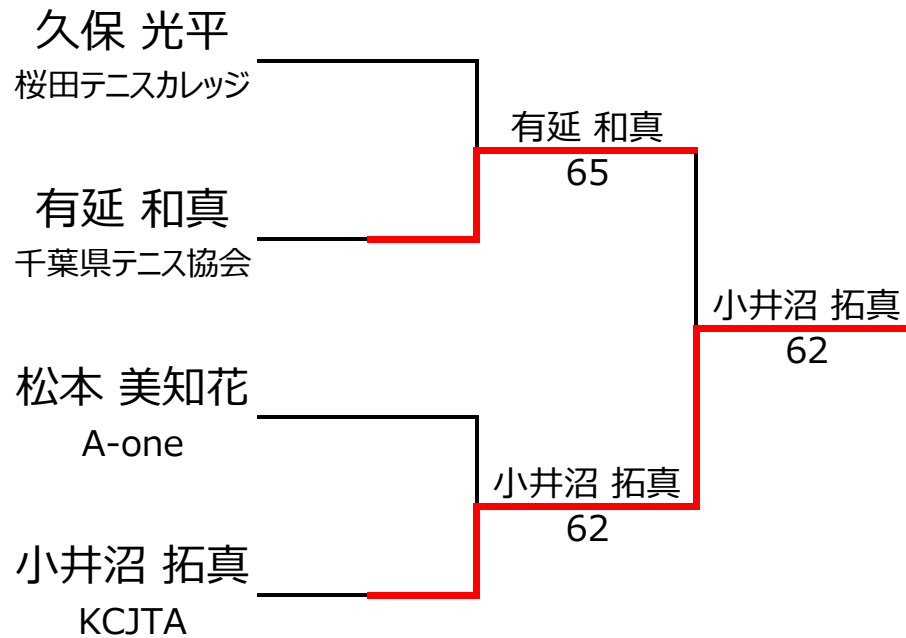 久保 光平
桜田テニスカレッジ
有延 和真
65
有延 和真
千葉県テニス協会
小井沼 拓真
62
松本 美知花
A-one
小井沼 拓真
62
小井沼 拓真
KCJTA